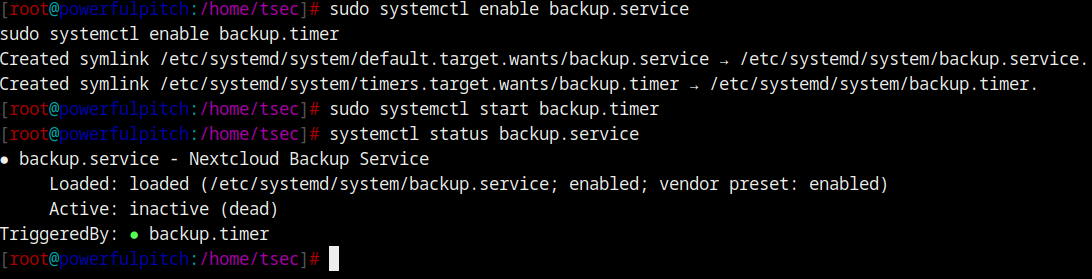 [root@powerfulpitch:/home/tsec]# sudo systemctl enable backup.service
sudo systemctl enable backup.timer
Created symlink /etc/systemd/system/default.target.wants/backup.service → /etc/systemd/system/backup.service.
Created symlink /etc/systemd/system/timers.target.wants/backup.timer → /etc/systemd/system/backup.timer.
[root@powerfulpitch:/home/tsec]# sudo systemctl start backup.timer
[root@powerfulpitch:/home/tsec]# systemctl status backup.service
● backup.service - Nextcloud Backup Service
     Loaded: loaded (/etc/systemd/system/backup.service; enabled; vendor preset: enabled)
     Active: inactive (dead)
TriggeredBy: ● backup.timer
[root@powerfulpitch:/home/tsec]#